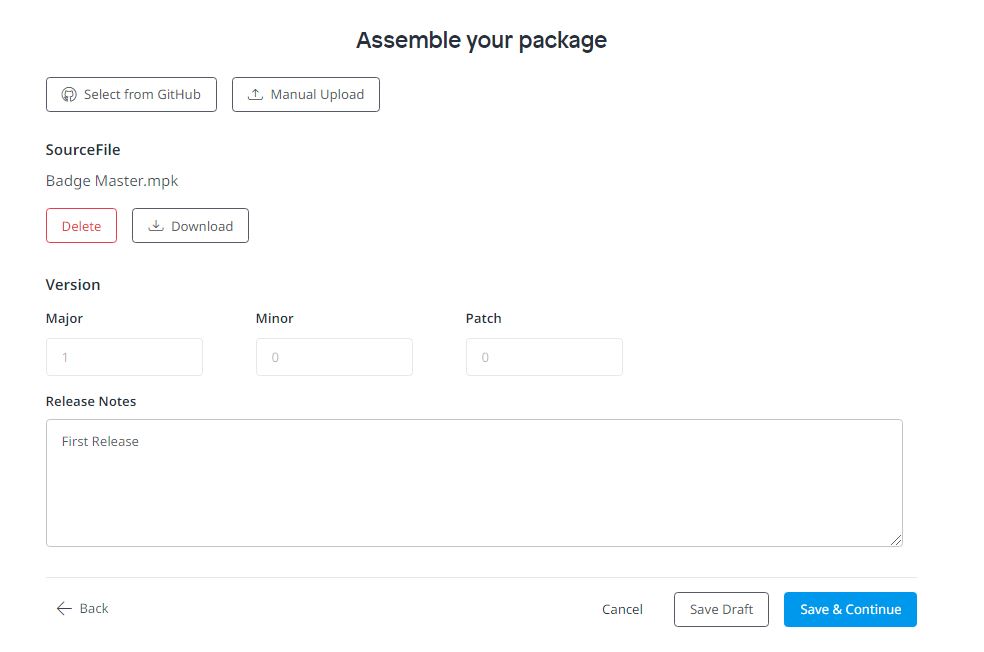 Assemble your package
Select from GitHub Manual Upload
SourceFile
Badge Master.mpk
Delete Download
Version
Major Minor Patch
1 0 0
Release Notes
First Release
Back Cancel Save Draft Save & Continue